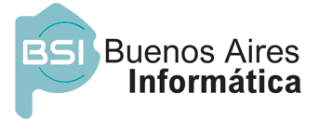 BSI
Buenos Aires
Informática